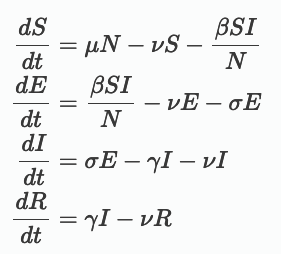 dS/dt = μN − νS − βSI/N
dE/dt = βSI/N − νE − σE
dI/dt = σE − γI − νI
dR/dt = γI − νR